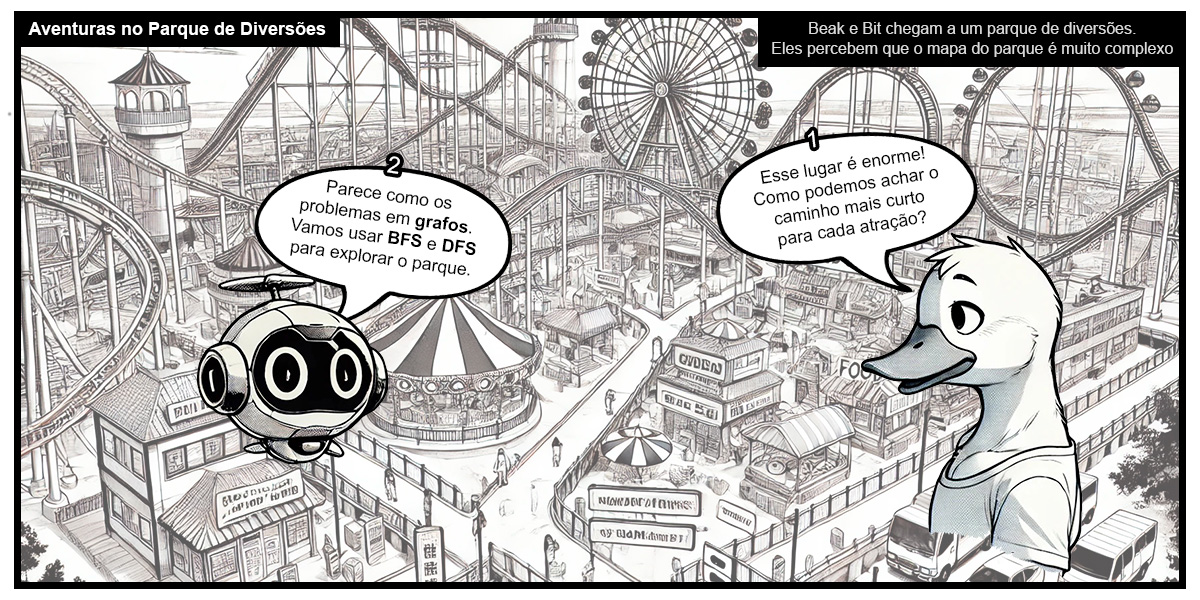 Aventuras no Parque de Diversões
Beak e Bit chegam a um parque de diversões.
Eles percebem que o mapa do parque é muito complexo
1
Esse lugar é enorme!
Como podemos achar o
caminho mais curto
para cada atração?
2
Parece como os
problemas em grafos.
Vamos usar BFS e DFS
para explorar o parque.